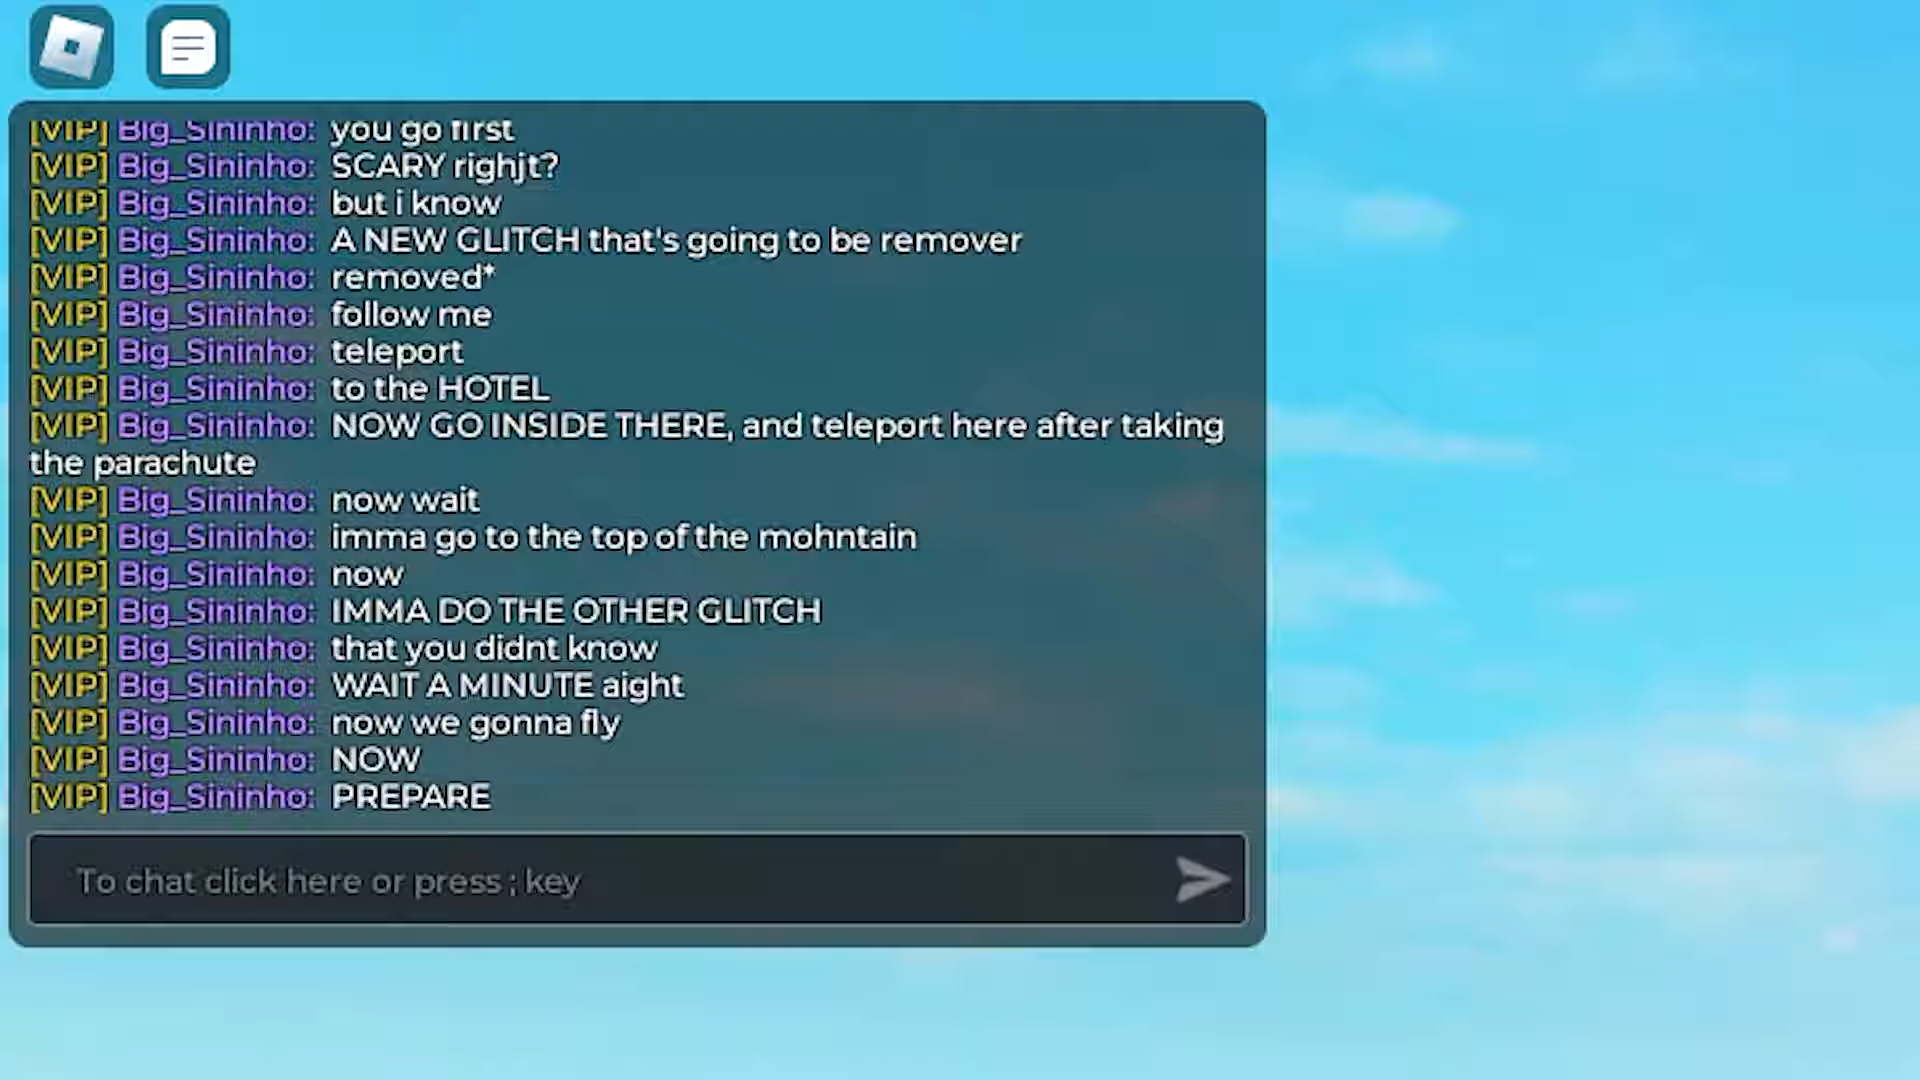 [VIP] Big_Sininho: you go first
[VIP] Big_Sininho: SCARY righjt?
[VIP] Big_Sininho: but i know
[VIP] Big_Sininho: A NEW GLITCH that's going to be remover
[VIP] Big_Sininho: removed*
[VIP] Big_Sininho: follow me
[VIP] Big_Sininho: teleport
[VIP] Big_Sininho: to the HOTEL
[VIP] Big_Sininho: NOW GO INSIDE THERE, and teleport here after taking
the parachute
[VIP] Big_Sininho: now wait
[VIP] Big_Sininho: imma go to the top of the mohntain
[VIP] Big_Sininho: now
[VIP] Big_Sininho: IMMA DO THE OTHER GLITCH
[VIP] Big_Sininho: that you didnt know
[VIP] Big_Sininho: WAIT A MINUTE aight
[VIP] Big_Sininho: now we gonna fly
[VIP] Big_Sininho: NOW
[VIP] Big_Sininho: PREPARE
To chat click here or press ; key